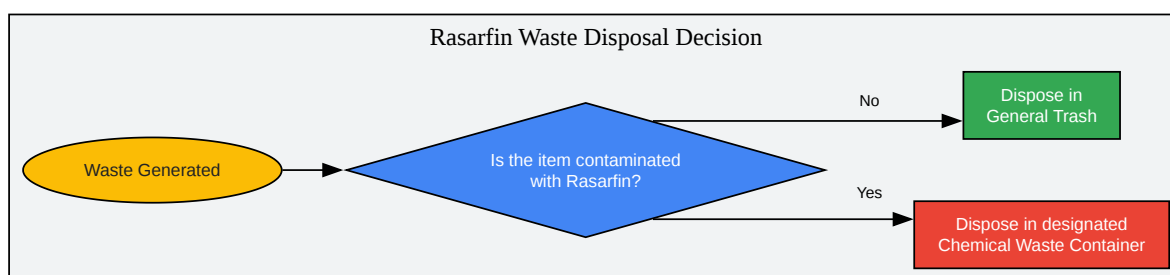 Rasarfin Waste Disposal Decision
Waste Generated
Is the item contaminated
with Rasarfin?
No
Dispose in
General Trash
Yes
Dispose in designated
Chemical Waste Container